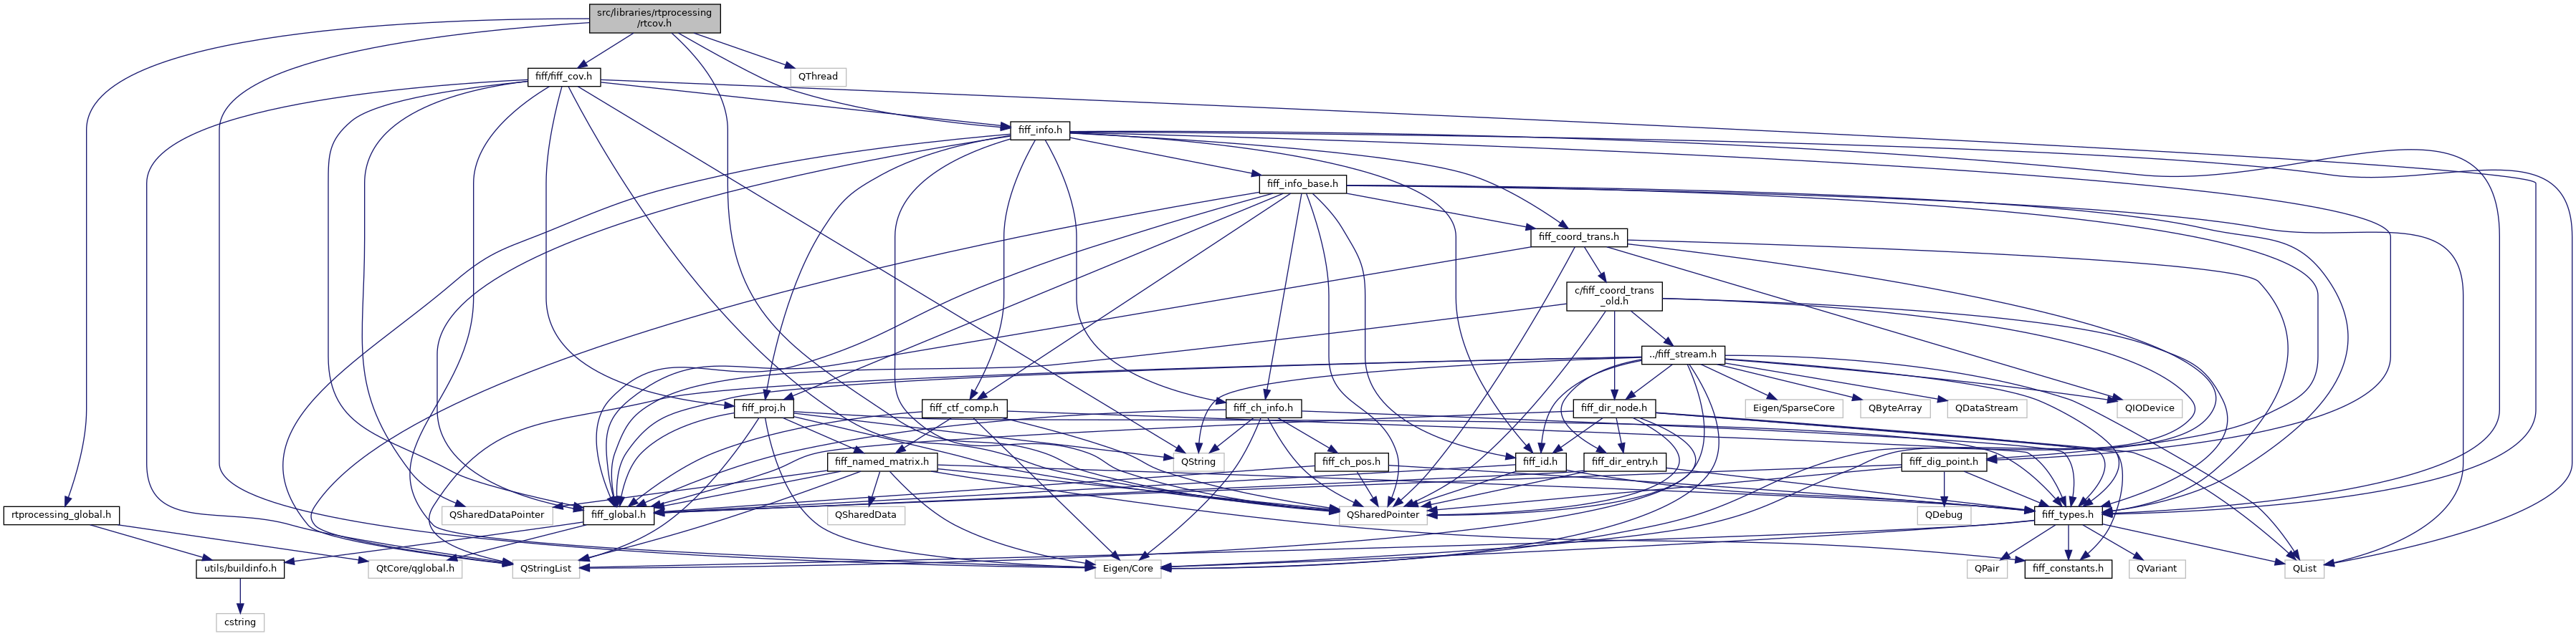 src/libraries/rtprocessing
/rtcov.h
fiff/fiff_cov.h
QThread
fiff_info.h
fiff_info_base.h
fiff_coord_trans.h
c/fiff_coord_trans
_old.h
../fiff_stream.h
fiff_proj.h
fiff_ctf_comp.h
fiff_ch_info.h
fiff_dir_node.h
Eigen/SparseCore
QByteArray
QDataStream
QIODevice
fiff_named_matrix.h
QString
fiff_ch_pos.h
fiff_id.h
fiff_dir_entry.h
fiff_dig_point.h
rtprocessing_global.h
QSharedDataPointer
fiff_global.h
QSharedData
QSharedPointer
QDebug
fiff_types.h
utils/buildinfo.h
QtCore/qglobal.h
QStringList
Eigen/Core
QPair
fiff_constants.h
QVariant
QList
cstring